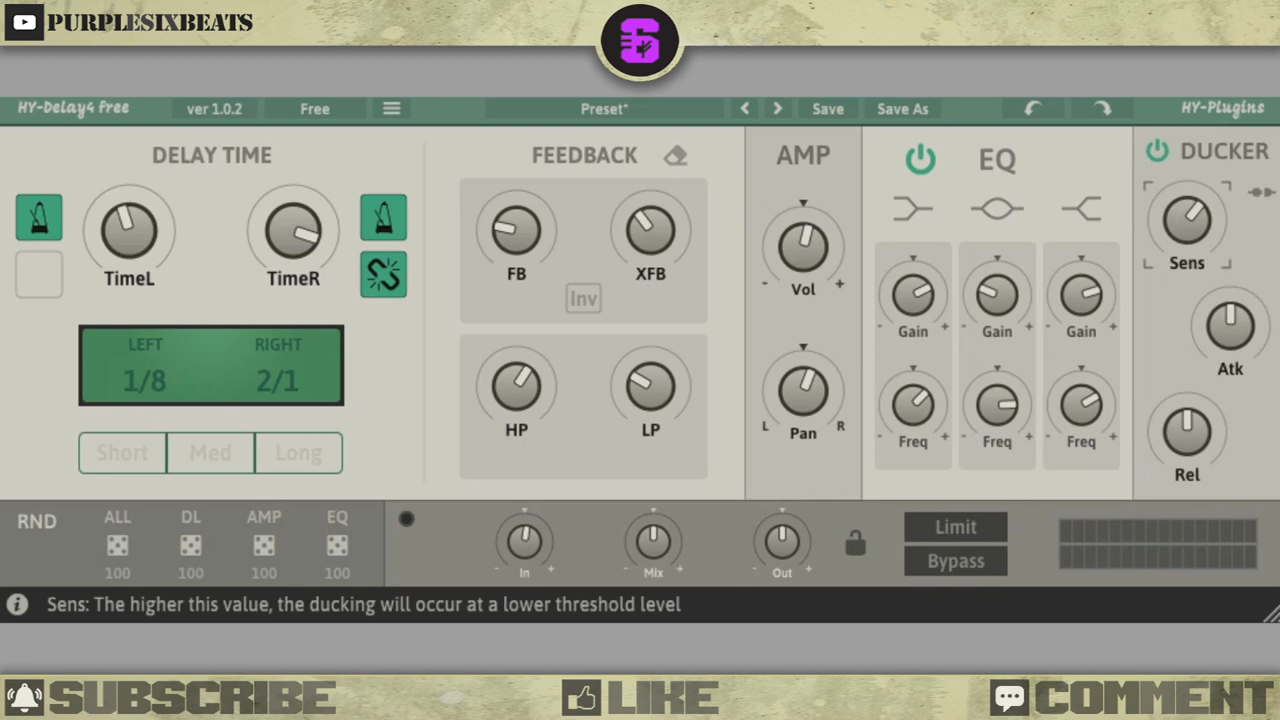 PURPLESIXBEATS
HY-Delay4 free
ver 1.0.2
Free
Preset*
Save
Save As
HY-Plugins
DELAY TIME
FEEDBACK
AMP
EQ
DUCKER
TimeL
TimeR
FB
XFB
Inv
Vol
- +
Gain
- +
Gain
- +
Gain
- +
Sens
LEFT
RIGHT
1/8
2/1
HP
LP
Pan
L R
Freq
- +
Freq
- +
Freq
- +
Atk
Rel
Short
Med
Long
RND
ALL
DL
AMP
EQ
100
100
100
100
In
- +
Mix
- +
Out
- +
Limit
Bypass
Sens: The higher this value, the ducking will occur at a lower threshold level
SUBSCRIBE
LIKE
COMMENT